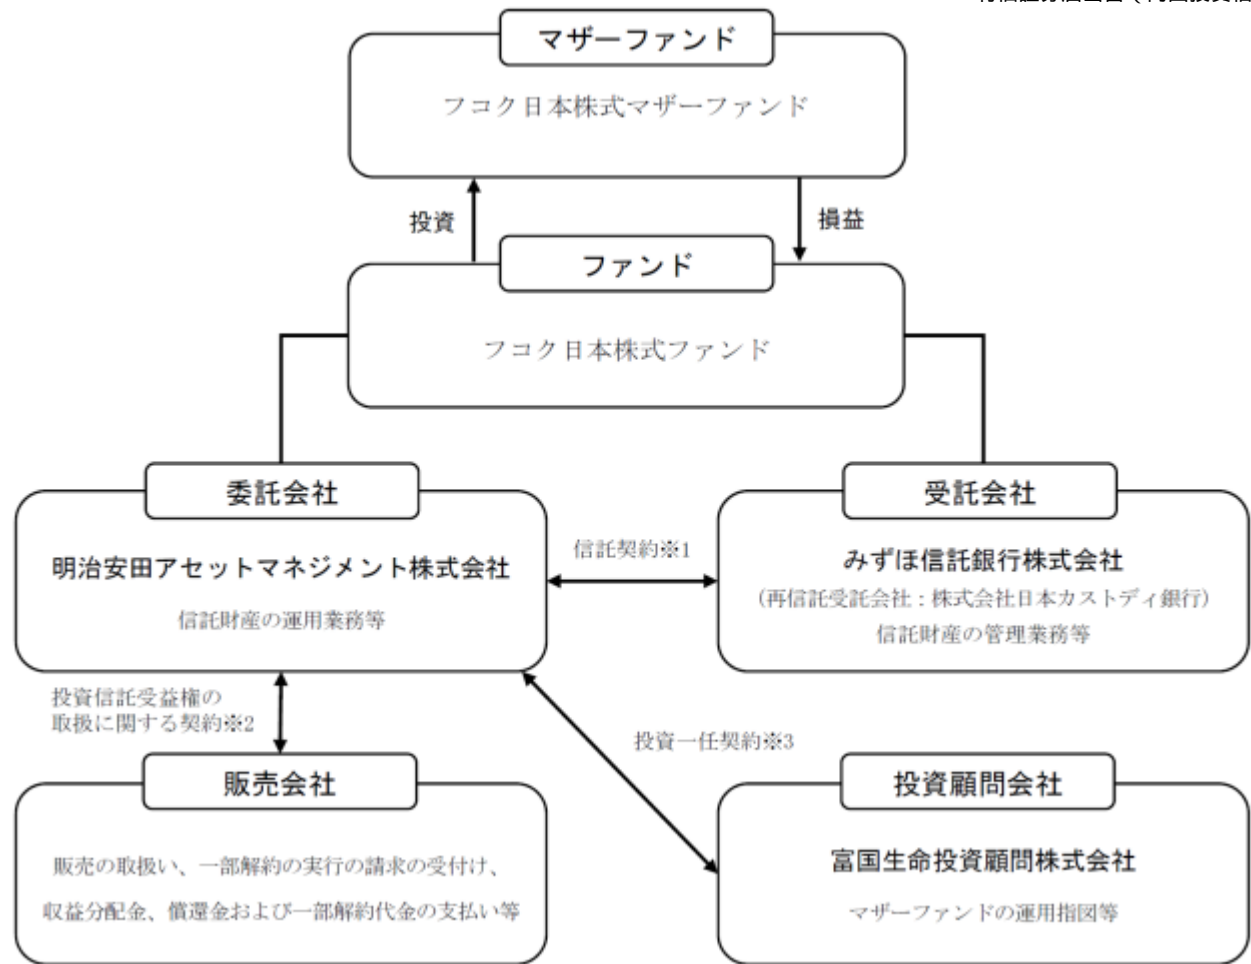 マザーファンド
フコク日本株式マザーファンド
投資
損益
ファンド
フコク日本株式ファンド
委託会社
明治安田アセットマネジメント株式会社
信託財産の運用業務等
信託契約※1
受託会社
みずほ信託銀行株式会社
(再信託受託会社：株式会社日本カストディ銀行)
信託財産の管理業務等
投資信託受益権の
取扱に関する契約※2
投資一任契約※3
販売会社
販売の取扱い、一部解約の実行の請求の受付け、
収益分配金、償還金および一部解約代金の支払い等
投資顧問会社
富国生命投資顧問株式会社
マザーファンドの運用指図等